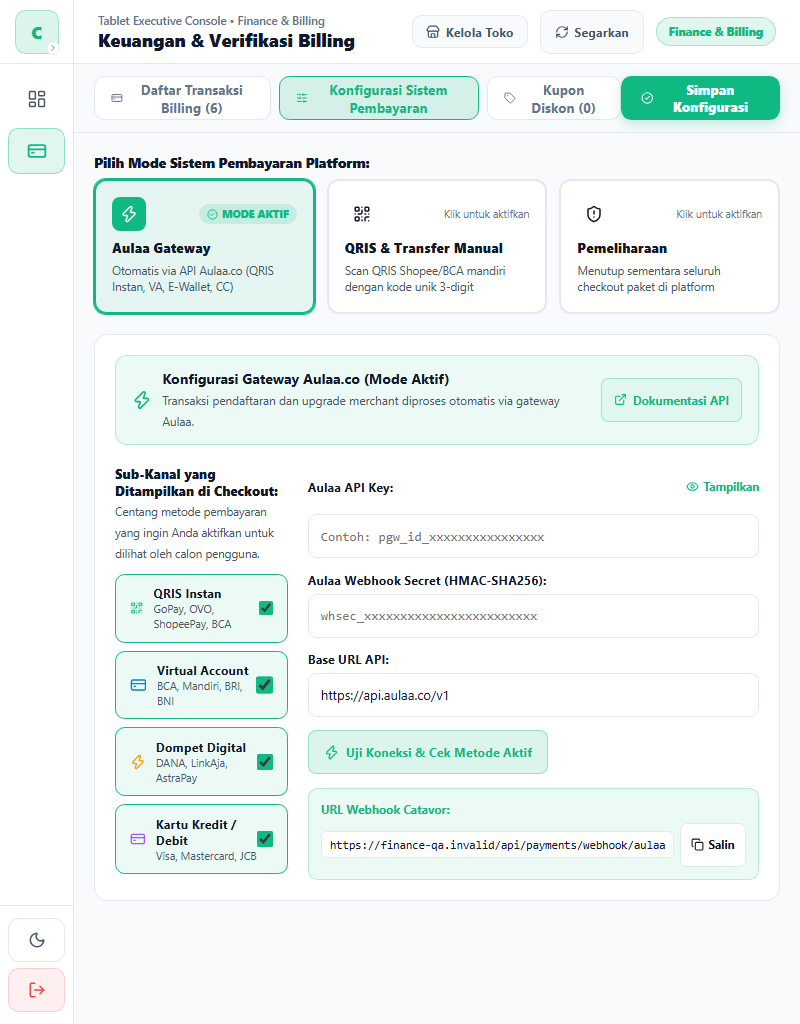 C
Tablet Executive Console • Finance & Billing
Keuangan & Verifikasi Billing
Kelola Toko
Segarkan
Finance & Billing
Daftar Transaksi
Billing (6)
Konfigurasi Sistem
Pembayaran
Kupon
Diskon (0)
Simpan
Konfigurasi
Pilih Mode Sistem Pembayaran Platform:
MODE AKTIF
Aulaa Gateway
Otomatis via API Aulaa.co (QRIS
Instan, VA, E-Wallet, CC)
Klik untuk aktifkan
QRIS & Transfer Manual
Scan QRIS Shopee/BCA mandiri
dengan kode unik 3-digit
Klik untuk aktifkan
Pemeliharaan
Menutup sementara seluruh
checkout paket di platform
Konfigurasi Gateway Aulaa.co (Mode Aktif)
Transaksi pendaftaran dan upgrade merchant diproses otomatis via gateway
Aulaa.
Dokumentasi API
Sub-Kanal yang
Ditampilkan di Checkout:
Centang metode pembayaran
yang ingin Anda aktifkan untuk
dilihat oleh calon pengguna.
QRIS Instan
GoPay, OVO,
ShopeePay, BCA
Virtual Account
BCA, Mandiri, BRI,
BNI
Dompet Digital
DANA, LinkAja,
AstraPay
Kartu Kredit /
Debit
Visa, Mastercard, JCB
Aulaa API Key:
Tampilkan
Contoh: pgw_id_xxxxxxxxxxxxxxxx
Aulaa Webhook Secret (HMAC-SHA256):
whsec_xxxxxxxxxxxxxxxxxxxxxxxx
Base URL API:
https://api.aulaa.co/v1
Uji Koneksi & Cek Metode Aktif
URL Webhook Catavor:
https://finance-qa.invalid/api/payments/webhook/aulaa
Salin